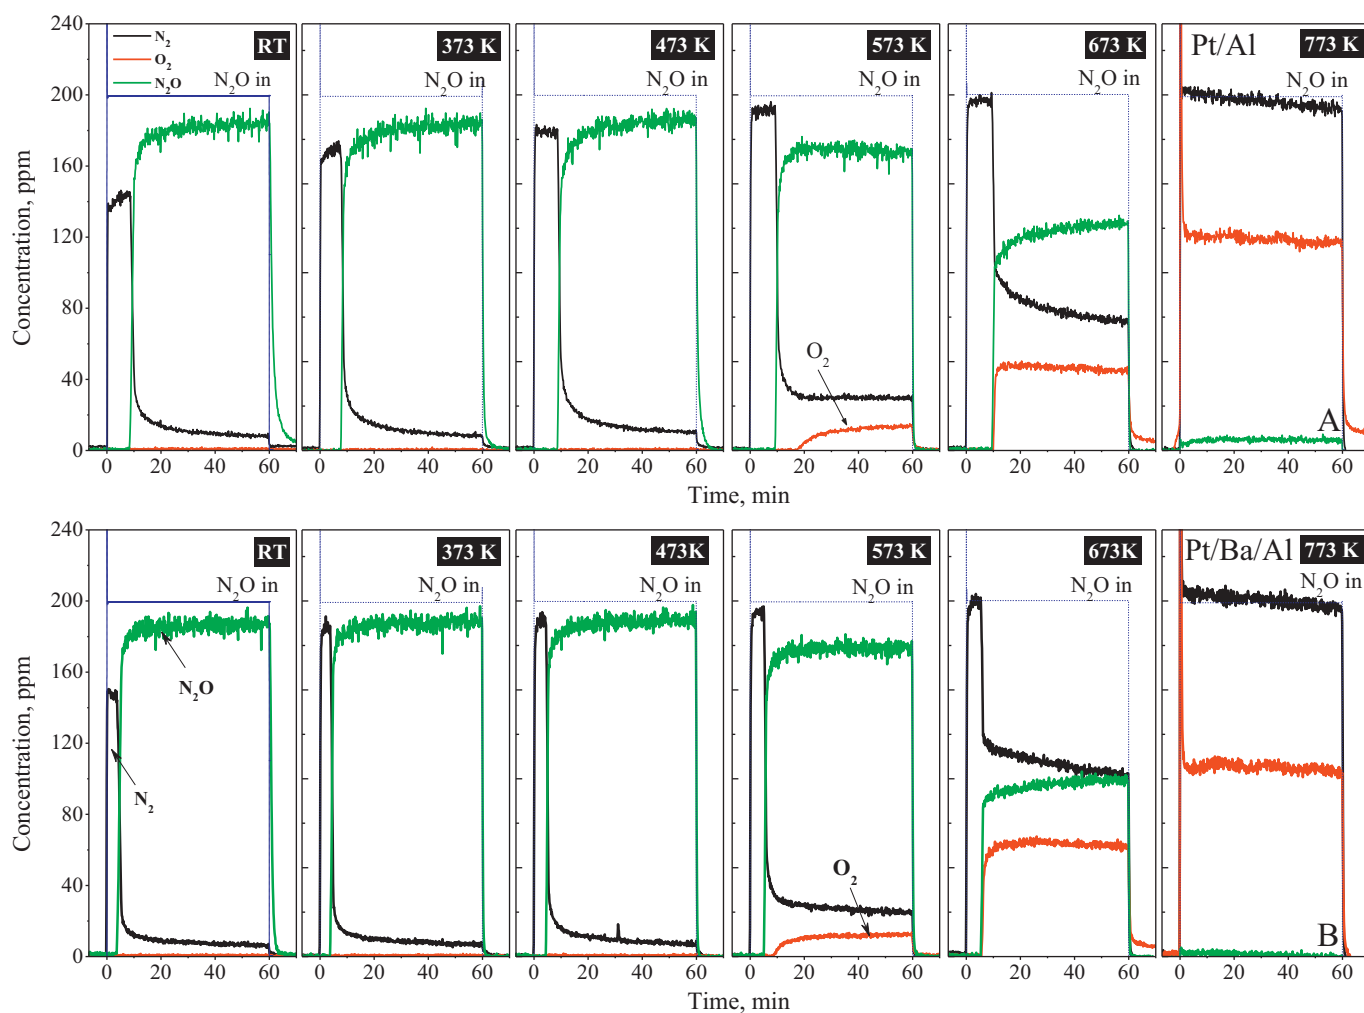 240
200
160
120
80
40
0
Concentration, ppm
N₂
O₂
N₂O
RT
N₂O in
373 K
N₂O in
473 K
N₂O in
573 K
N₂O in
O₂
673 K
N₂O in
Pt/Al
773 K
N₂O in
A
0 20 40 60
0 20 40 60
0 20 40 60
0 20 40 60
0 20 40 60
0 20 40 60
Time, min
Time, min
240
200
160
120
80
40
0
Concentration, ppm
RT
N₂O in
N₂O
N₂
373 K
N₂O in
473K
N₂O in
573 K
N₂O in
O₂
673K
N₂O in
Pt/Ba/Al
773 K
N₂O in
B
0 20 40 60
0 20 40 60
0 20 40 60
0 20 40 60
0 20 40 60
0 20 40 60
Time, min
Time, min